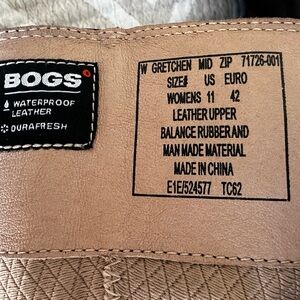 BOGS
WATERPROOF
LEATHER
DURAFRESH
W GRETCHEN MID ZIP 71726-001
SIZE# US EURO
WOMENS 11 42
LEATHER UPPER
BALANCE RUBBER AND
MAN MADE MATERIAL
MADE IN CHINA
E1E/524577 TC62